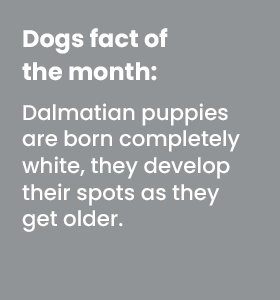 Dogs fact of
the month:
Dalmatian puppies
are born completely
white, they develop
their spots as they
get older.